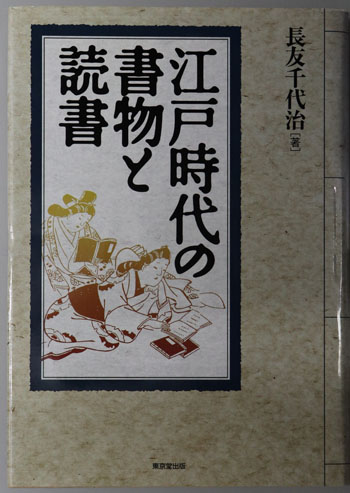 長友千代治[著]
江戸時代の
書物と
読書
東京堂出版